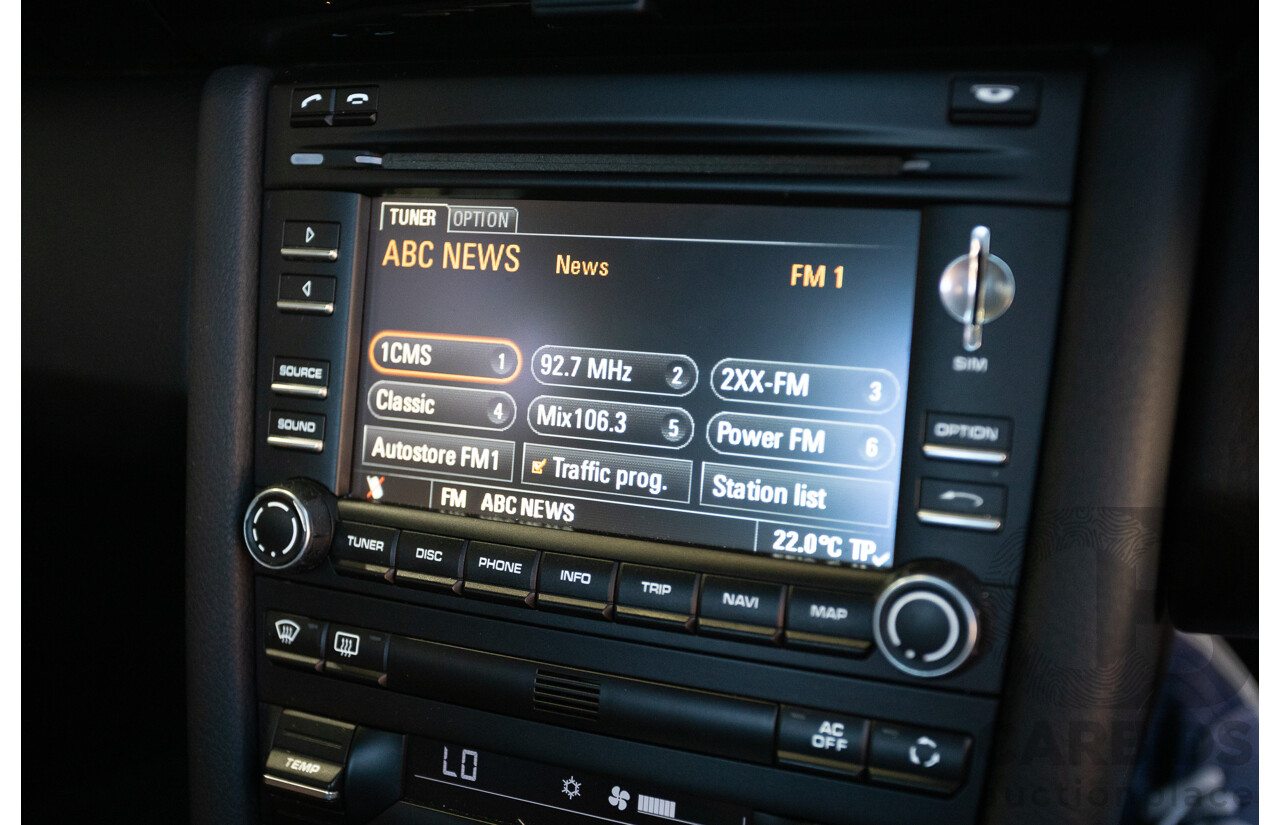 TUNER OPTION
ABC NEWS News FM 1
1CMS 1 92.7 MHz 2 2XX-FM 3
Classic 4 Mix106.3 5 Power FM 6
Autostore FM1 Traffic prog. Station list
FM ABC NEWS
22.0°C TP
SOURCE
SOUND
SIM
OPTION
TUNER DISC PHONE INFO TRIP NAVI MAP
AC
OFF
TEMP
LO